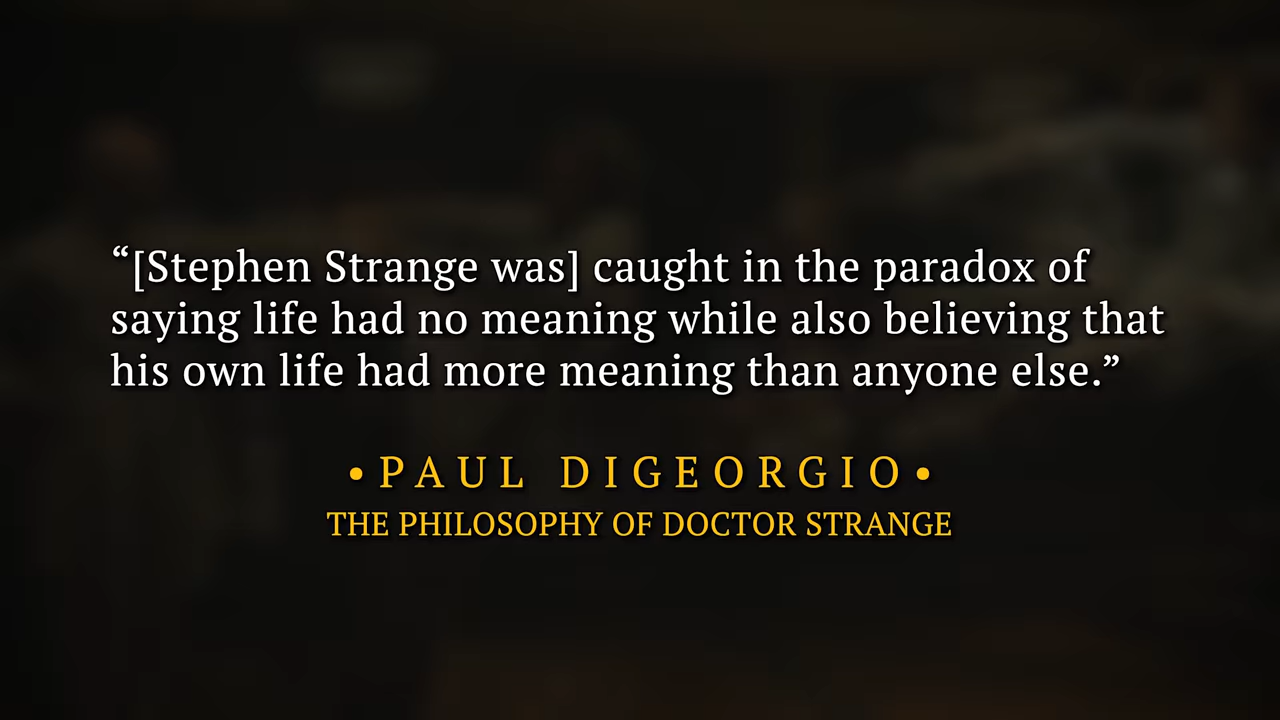 “[Stephen Strange was] caught in the paradox of
saying life had no meaning while also believing that
his own life had more meaning than anyone else.”
• PAUL DIGEORGIO •
THE PHILOSOPHY OF DOCTOR STRANGE